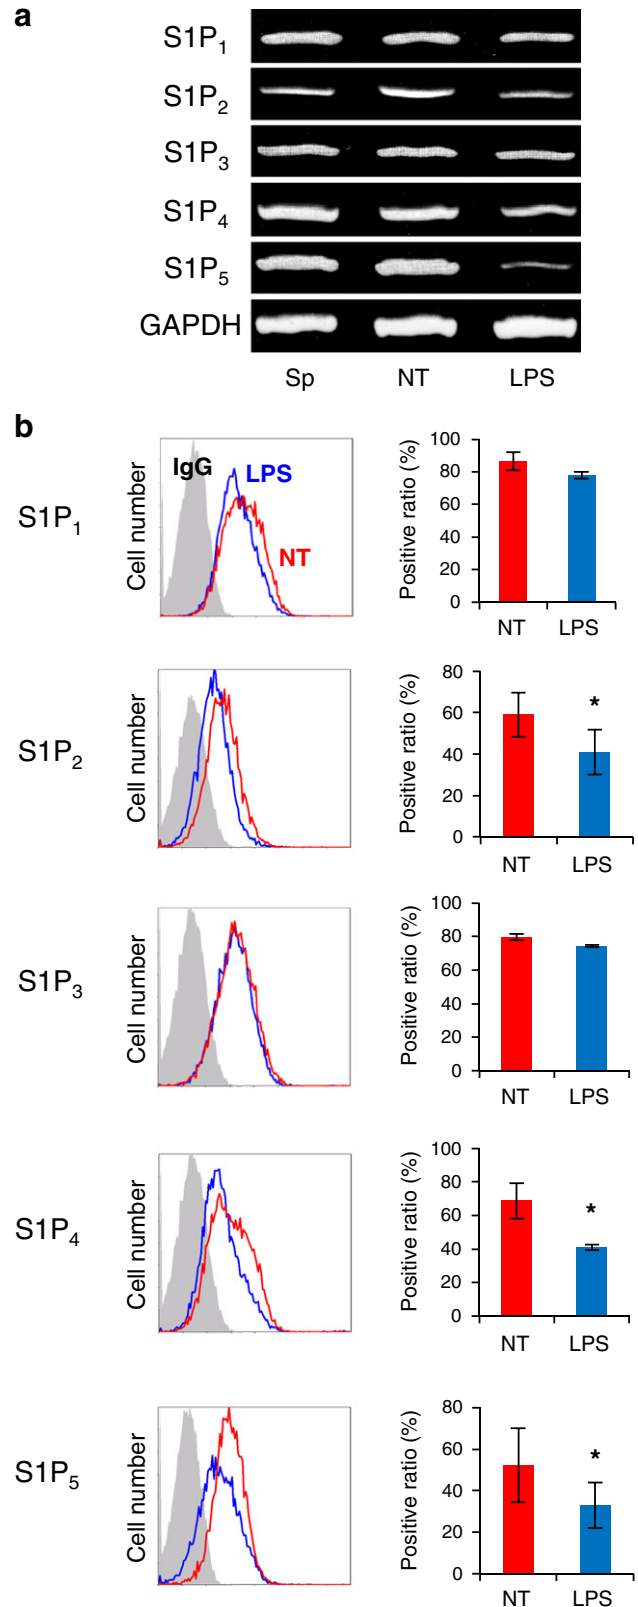 a
S1P1
S1P2
S1P3
S1P4
S1P5
GAPDH
Sp NT LPS
b
S1P1
Cell number
IgG
LPS
NT
Positive ratio (%)
100
80
60
40
20
0
NT LPS
S1P2
Cell number
Positive ratio (%)
80
60
40
20
0
*
NT LPS
S1P3
Cell number
Positive ratio (%)
100
80
60
40
20
0
NT LPS
S1P4
Cell number
Positive ratio (%)
100
80
60
40
20
0
*
NT LPS
S1P5
Cell number
Positive ratio (%)
80
60
40
20
0
*
NT LPS